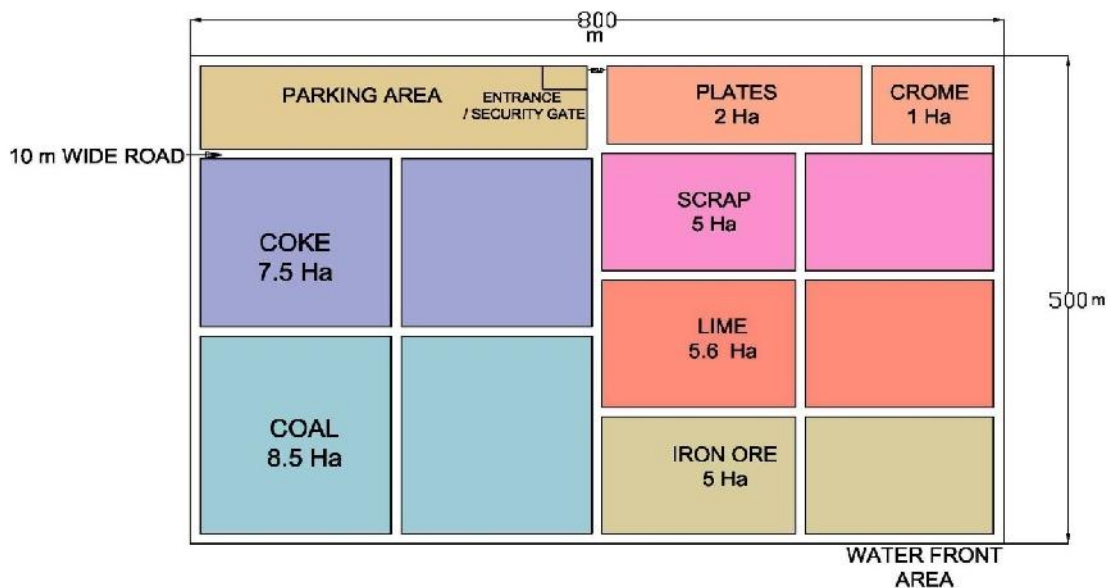 800
m
PARKING AREA
ENTRANCE
/ SECURITY GATE
PLATES
2 Ha
CROME
1 Ha
10 m WIDE ROAD
SCRAP
5 Ha
COKE
7.5 Ha
500 m
LIME
5.6 Ha
COAL
8.5 Ha
IRON ORE
5 Ha
WATER FRONT
AREA